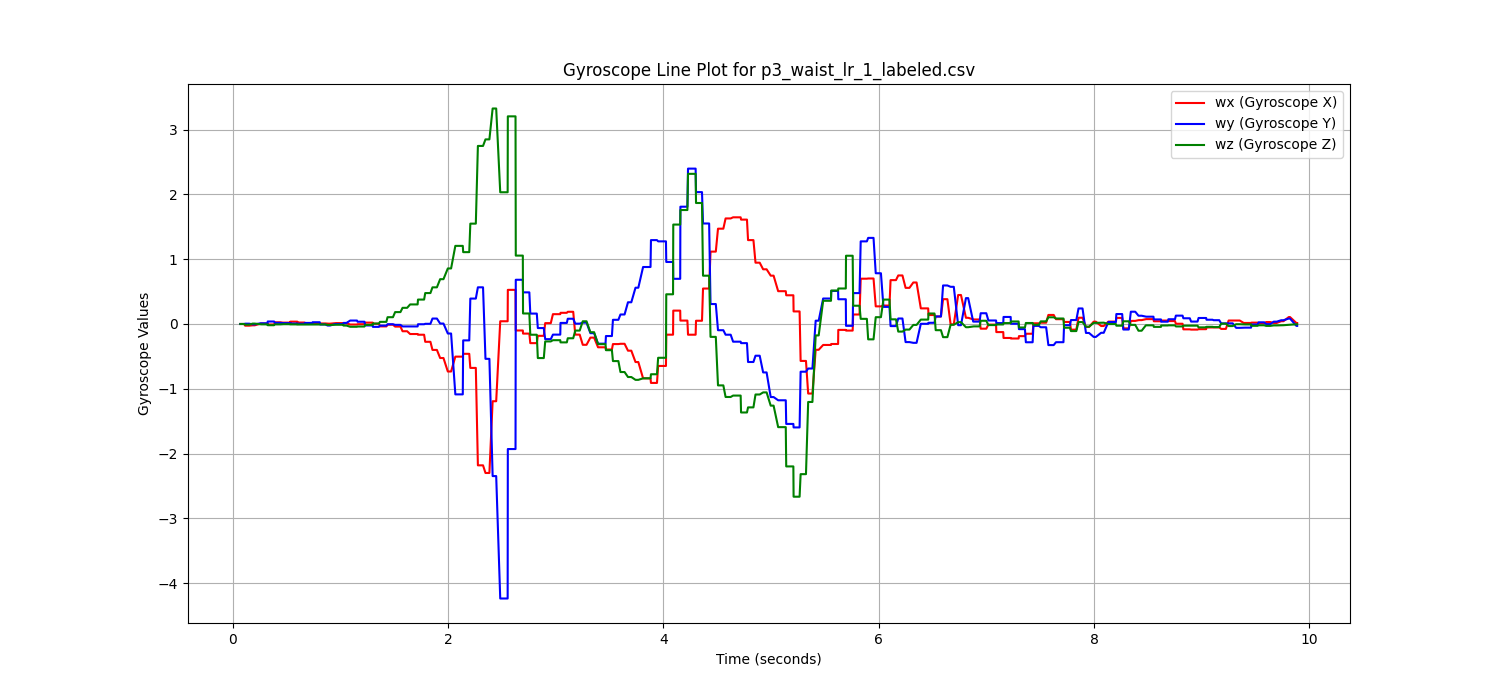 Gyroscope Line Plot for p3_waist_lr_1_labeled.csv
wx (Gyroscope X)
wy (Gyroscope Y)
wz (Gyroscope Z)
Gyroscope Values
3
2
1
0
−1
−2
−3
−4
0 2 4 6 8 10
Time (seconds)